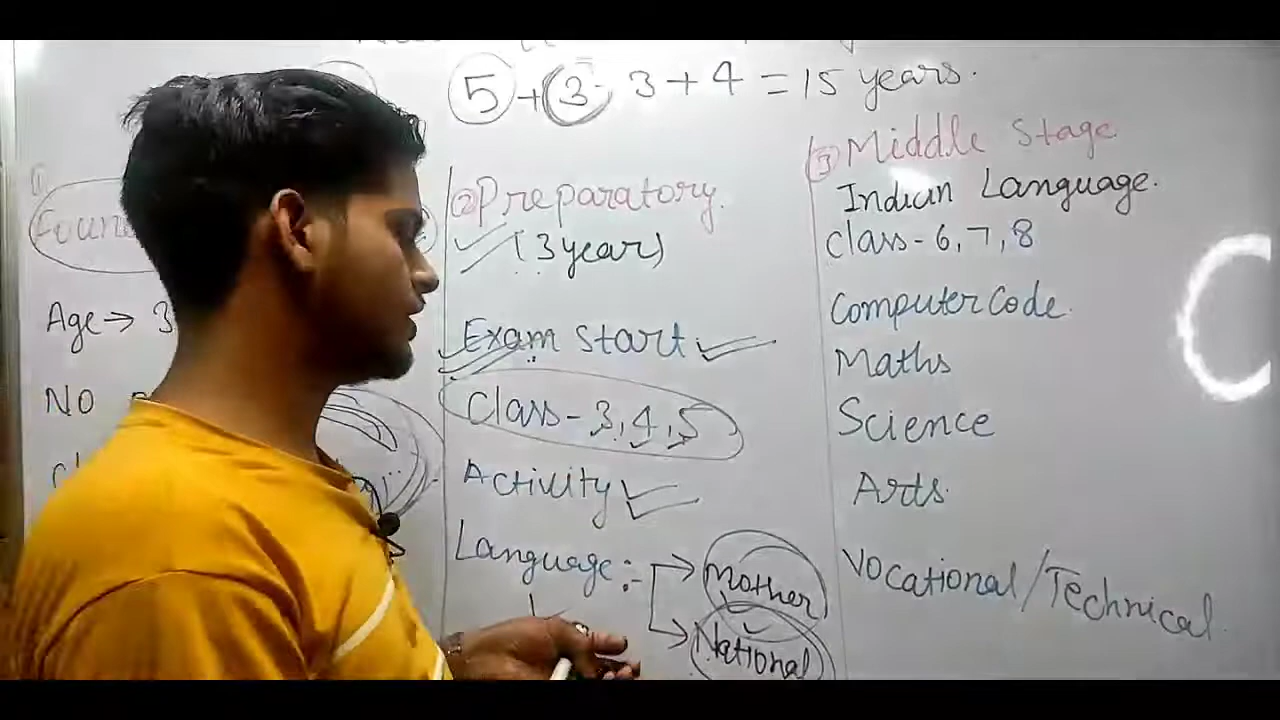 5 + 3 3 + 4 = 15 years.
①
Age → 3
No
② Preparatory.
(3 year)
Exam start
Class - 3, 4, 5
Activity
Language :-
→ Mother
→ National
③ Middle Stage
Indian Language.
Class - 6, 7, 8
Computer Code.
Maths
Science
Arts.
Vocational / Technical